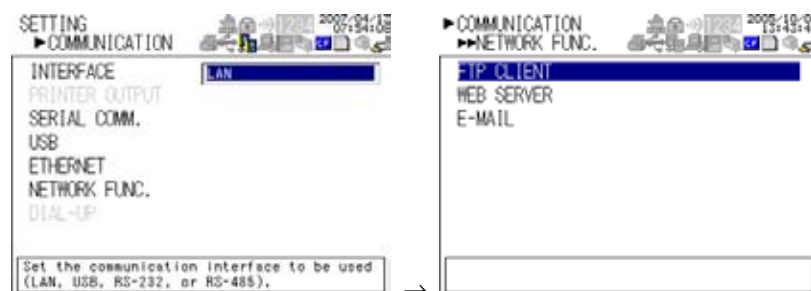 SETTING
►COMMUNICATION
INTERFACE
LAN
PRINTER OUTPUT
SERIAL COMM.
USB
ETHERNET
NETWORK FUNC.
DIAL-UP
Set the communication interface to be used
(LAN, USB, RS-232, or RS-485).
→
►COMMUNICATION
►►NETWORK FUNC.
FTP CLIENT
WEB SERVER
E-MAIL